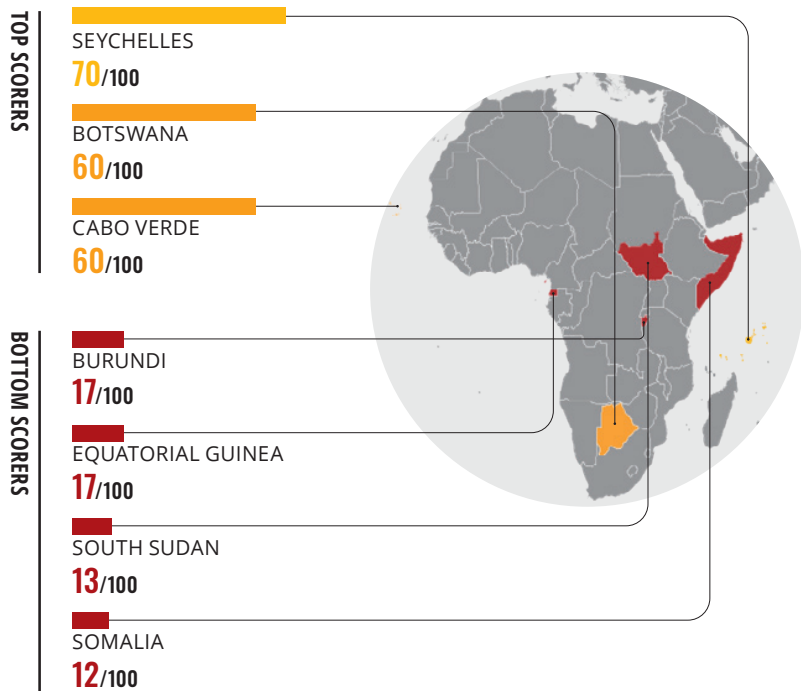 TOP SCORERS
SEYCHELLES
70/100
BOTSWANA
60/100
CABO VERDE
60/100
BOTTOM SCORERS
BURUNDI
17/100
EQUATORIAL GUINEA
17/100
SOUTH SUDAN
13/100
SOMALIA
12/100